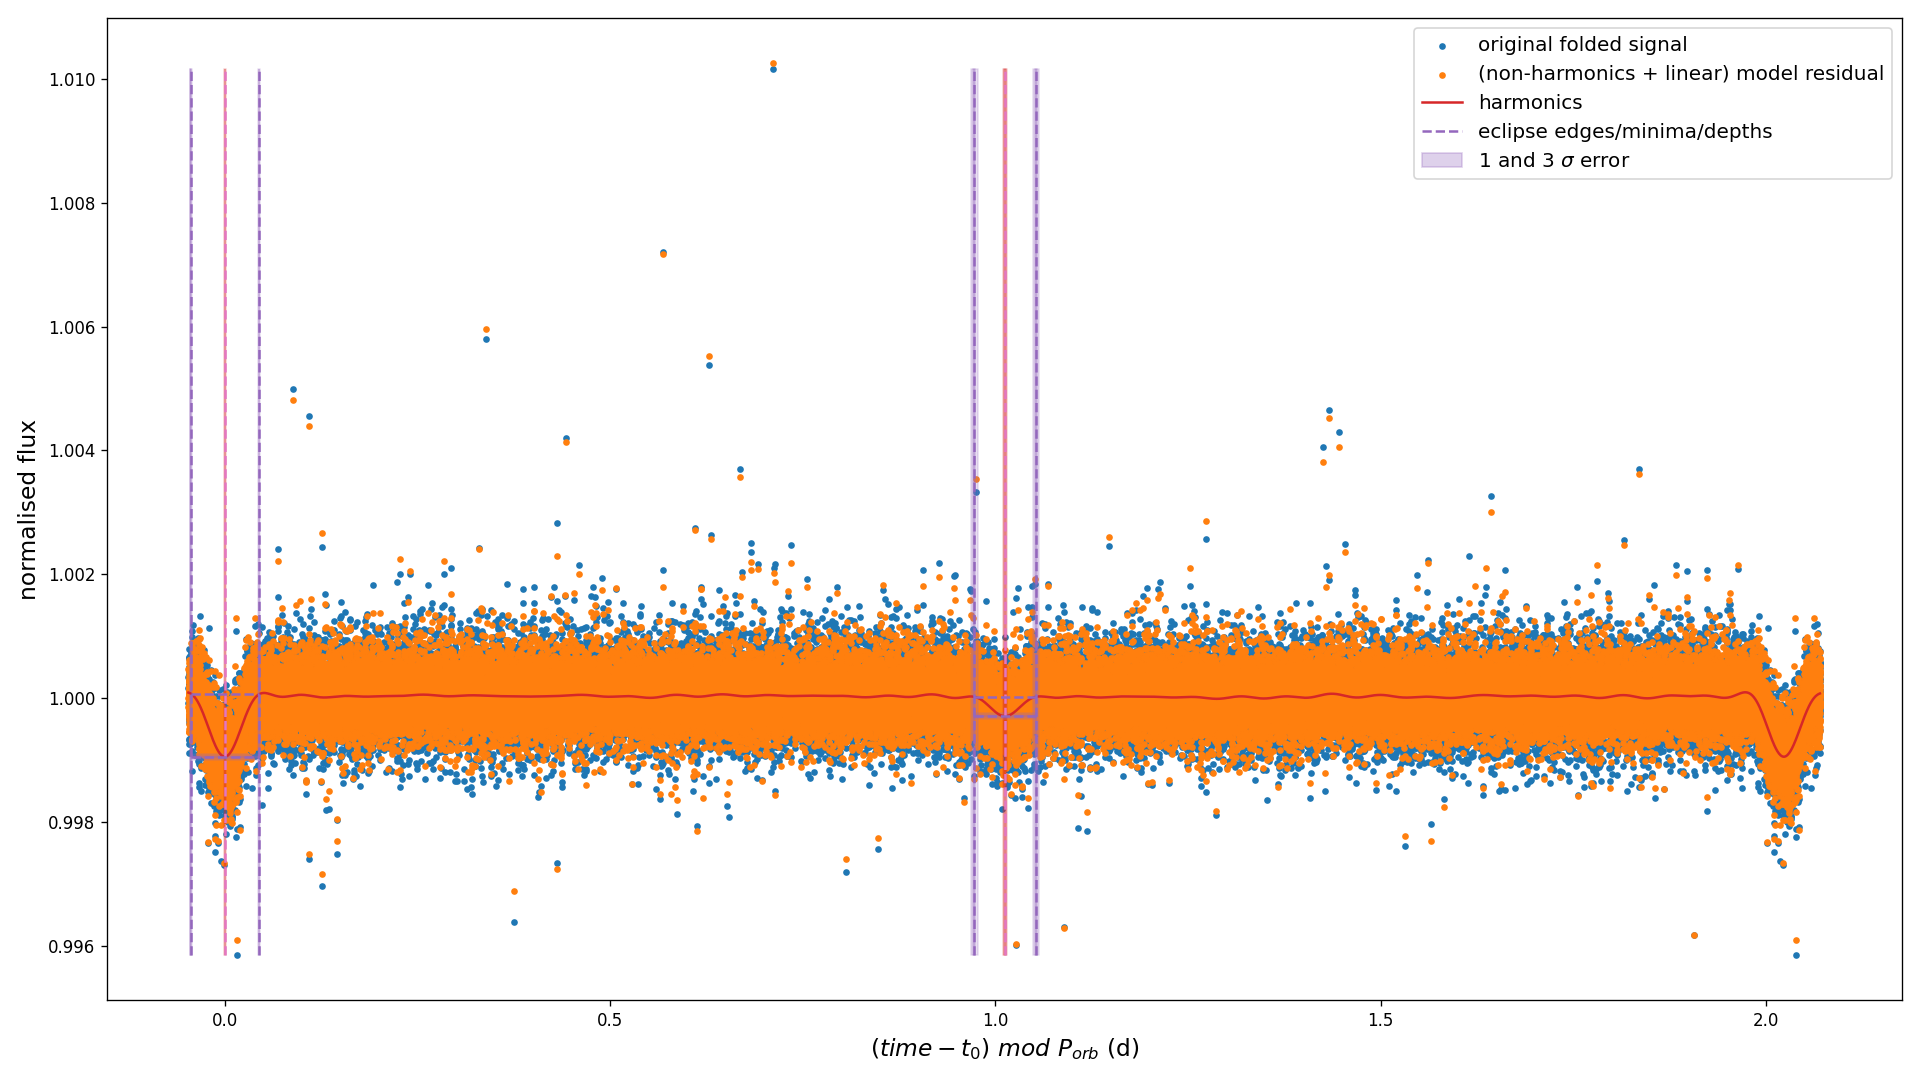 original folded signal
(non-harmonics + linear) model residual
harmonics
eclipse edges/minima/depths
1 and 3 σ error
normalised flux
1.010
1.008
1.006
1.004
1.002
1.000
0.998
0.996
0.0
0.5
1.0
1.5
2.0
(time − t₀) mod Pₒᵣb (d)